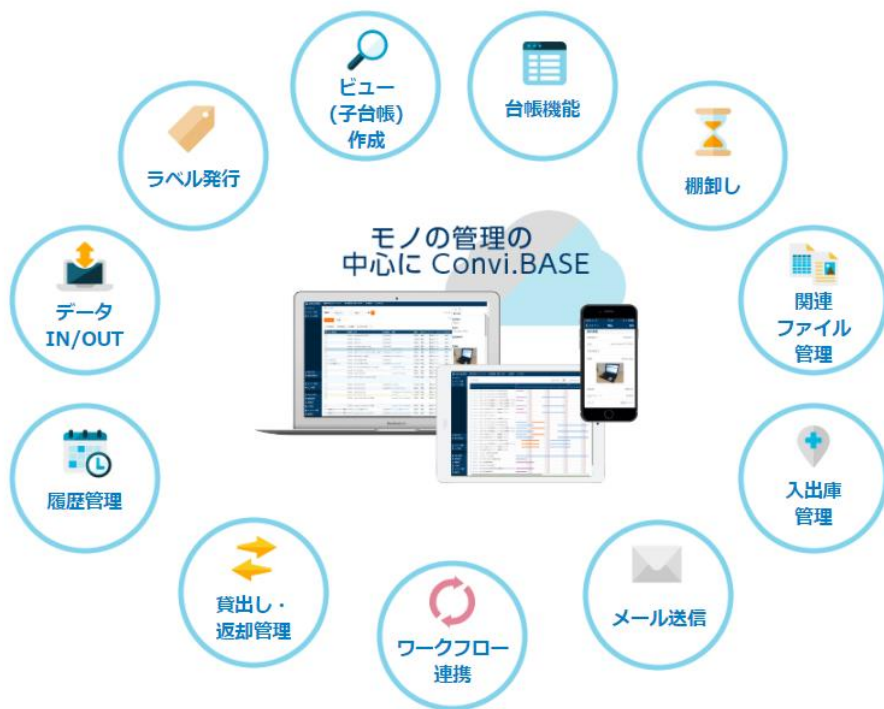 ビュー
(子台帳)
作成
台帳機能
ラベル発行
棚卸し
モノの管理の
中心に Convi.BASE
データ
IN/OUT
関連
ファイル
管理
履歴管理
入出庫
管理
貸出し・
返却管理
メール送信
ワークフロー
連携